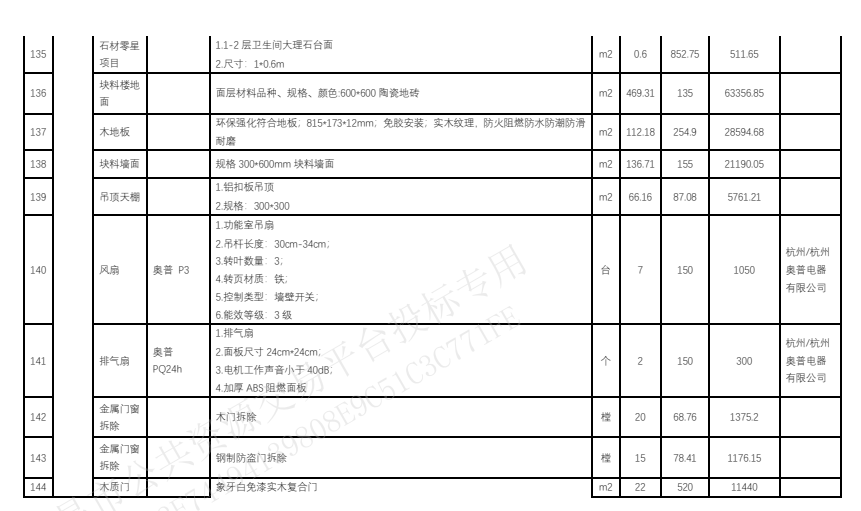 135 石材零星项目 1.1-2 层卫生间大理石台面 m2 0.6 852.75 511.65
2.尺寸：1*0.6m
136 块料楼地面 面层材料品种、规格、颜色:600*600 陶瓷地砖 m2 469.31 135 63356.85
137 木地板 环保强化符合地板；815*173*12mm；免胶安装；实木纹理，防火阻燃防水防潮防滑 m2 112.18 254.9 28594.68
耐磨
138 块料墙面 规格 300*600mm 块料墙面 m2 136.71 155 21190.05
139 吊顶天棚 1.铝扣板吊顶 m2 66.16 87.08 5761.21
2.规格：300*300
140 风扇 奥普 P3 1.功能室吊扇 台 7 150 1050 杭州/杭州奥普电器有限公司
2.吊杆长度：30cm-34cm；
3.转叶数量：3；
4.转页材质：铁；
5.控制类型：墙壁开关；
6.能效等级：3 级
141 排气扇 奥普 PQ24h 1.排气扇 个 2 150 300 杭州/杭州奥普电器有限公司
2.面板尺寸 24cm*24cm；
3.电机工作声音小于 40dB；
4.加厚 ABS 阻燃面板
142 金属门窗拆除 木门拆除 樘 20 68.76 1375.2
143 金属门窗拆除 钢制防盗门拆除 樘 15 78.41 1176.15
144 木质门 象牙白免漆实木复合门 m2 22 520 11440